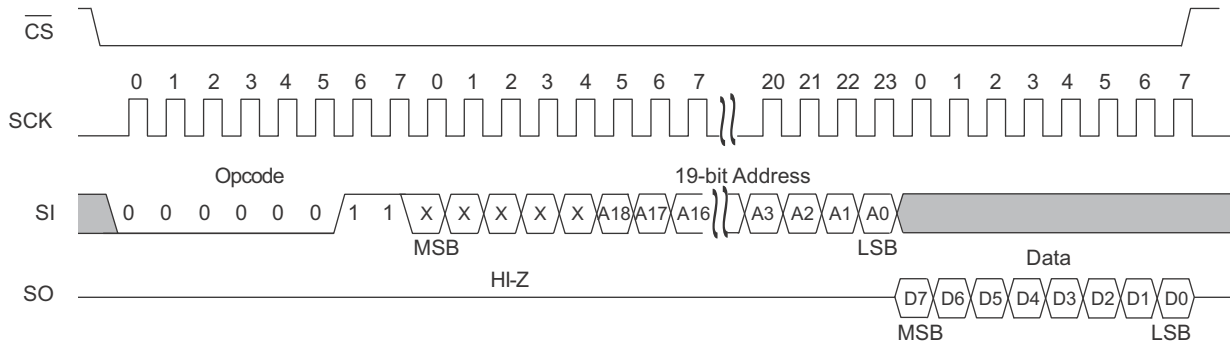 CS
0 1 2 3 4 5 6 7 0 1 2 3 4 5 6 7 20 21 22 23 0 1 2 3 4 5 6 7
SCK
Opcode 19-bit Address
SI 0 0 0 0 0 0 1 1 X X X X X A18 A17 A16 A3 A2 A1 A0
MSB LSB Data
HI-Z
SO D7 D6 D5 D4 D3 D2 D1 D0
MSB LSB